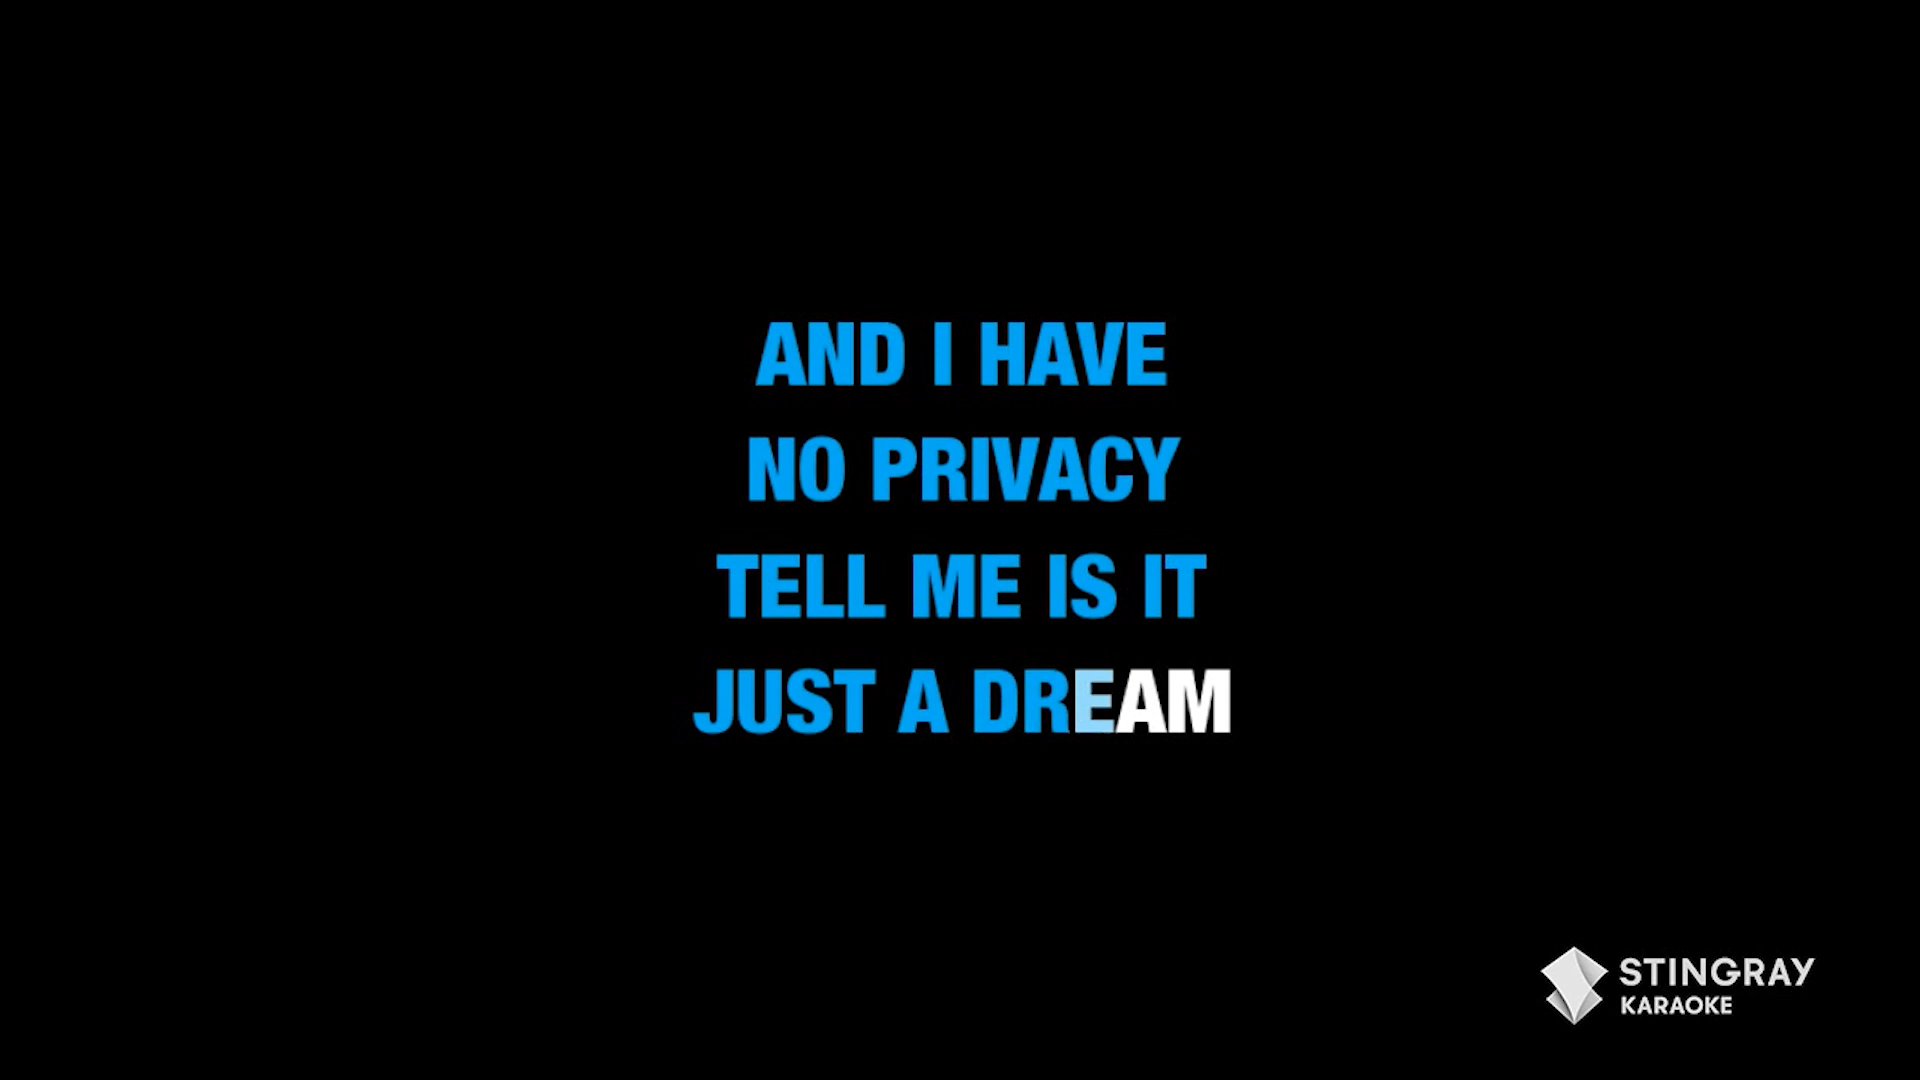 AND I HAVE
NO PRIVACY
TELL ME IS IT
JUST A DREAM
STINGRAY
KARAOKE